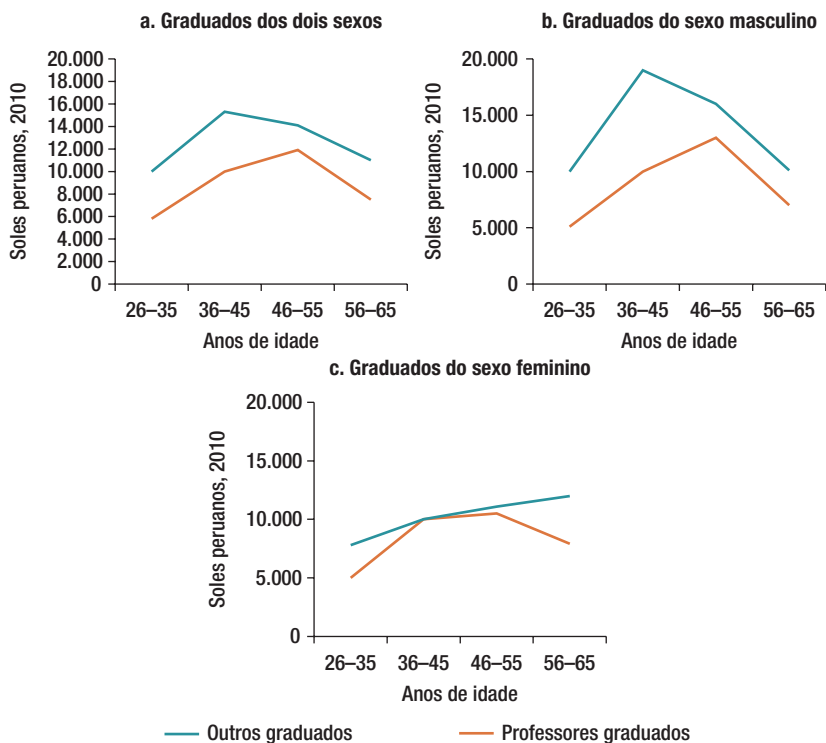 a. Graduados dos dois sexos
Soles peruanos, 2010
20.000
18.000
16.000
14.000
12.000
10.000
8.000
6.000
4.000
2.000
0
26–35 36–45 46–55 56–65
Anos de idade
b. Graduados do sexo masculino
Soles peruanos, 2010
20.000
15.000
10.000
5.000
0
26–35 36–45 46–55 56–65
Anos de idade
c. Graduados do sexo feminino
Soles peruanos, 2010
20.000
15.000
10.000
5.000
0
26–35 36–45 46–55 56–65
Anos de idade
Outros graduados Professores graduados